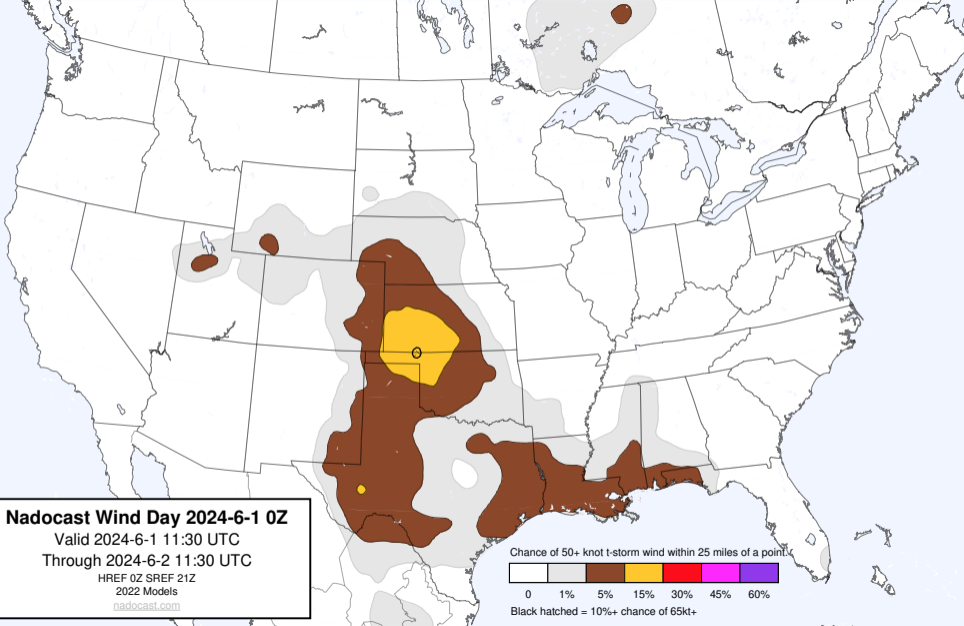 Nadocast Wind Day 2024-6-1 0Z
Valid 2024-6-1 11:30 UTC
Through 2024-6-2 11:30 UTC
HREF 0Z SREF 21Z
2022 Models
nadocast.com
Chance of 50+ knot t-storm wind within 25 miles of a point.
0 1% 5% 15% 30% 45% 60%
Black hatched = 10%+ chance of 65kt+